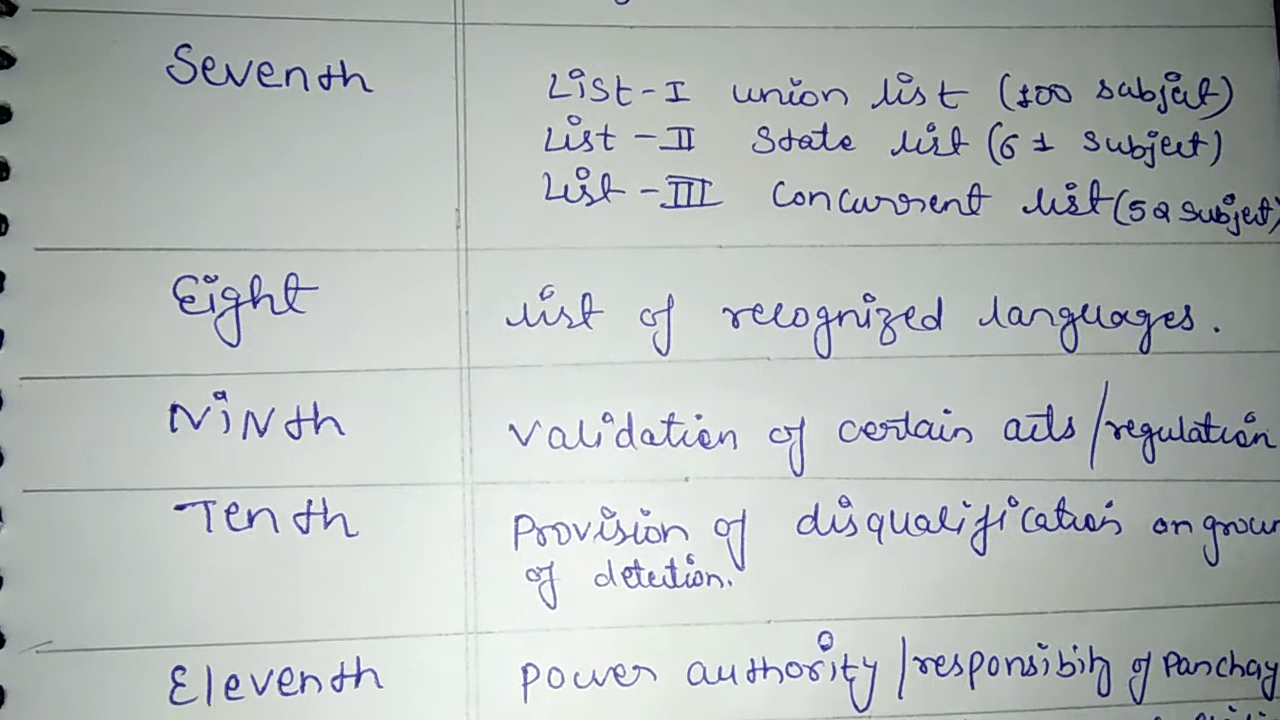 Seventh List-I union list (100 subject)
List-II State list (61 subject)
List-III Concurrent list (52 subject)
Eight list of recognized languages.
NiNth validation of certain acts/regulation
Tenth Provision of disqualification on groun
of detection.
Eleventh power authority/responsibity of Panchay